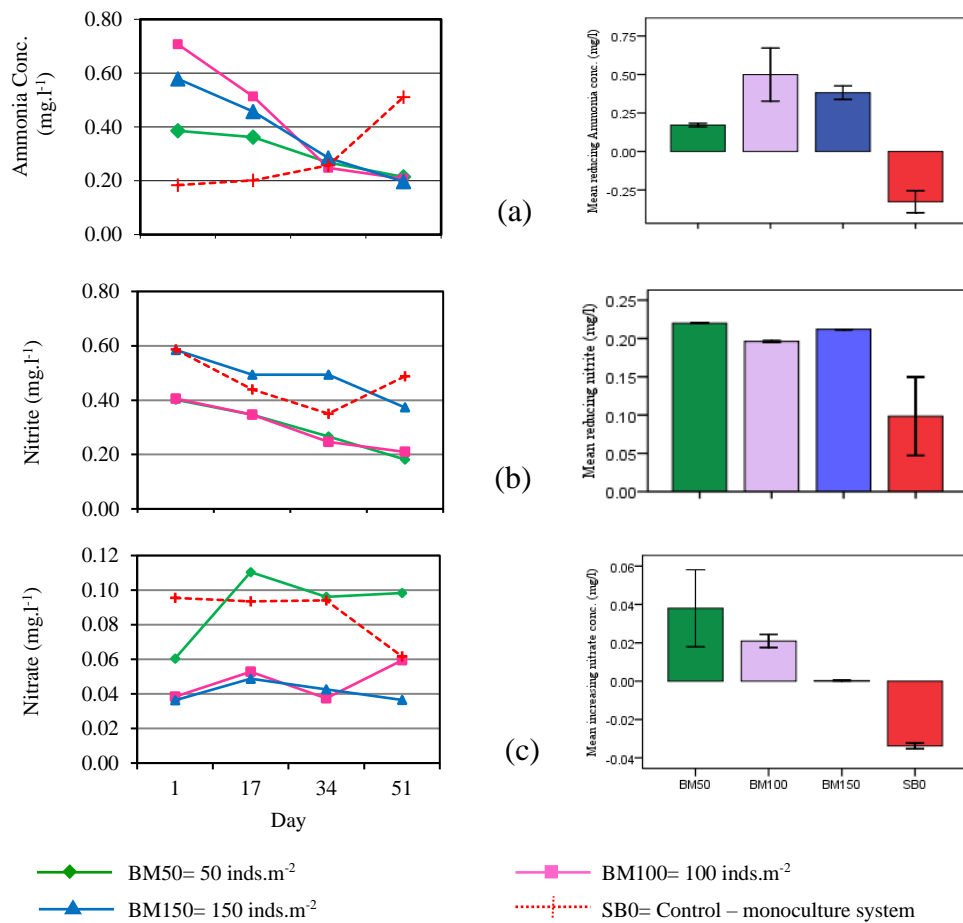 Ammonia Conc.
(mg.l⁻¹)
0.80
0.60
0.40
0.20
0.00
(a)
Mean reducing Ammonia conc. (mg/l)
0.75
0.50
0.25
0.00
-0.25
Nitrite (mg.l⁻¹)
0.80
0.60
0.40
0.20
0.00
(b)
Mean reducing nitrite (mg/l)
0.25
0.20
0.15
0.10
0.05
0.00
Nitrate (mg.l⁻¹)
0.12
0.10
0.08
0.06
0.04
0.02
0.00
1 17 34 51
Day
(c)
Mean increasing nitrate conc. (mg/l)
0.06
0.04
0.02
0.00
-0.02
-0.04
BM50 BM100 BM150 SB0
BM50= 50 inds.m⁻² BM100= 100 inds.m⁻²
BM150= 150 inds.m⁻² SB0= Control – monoculture system